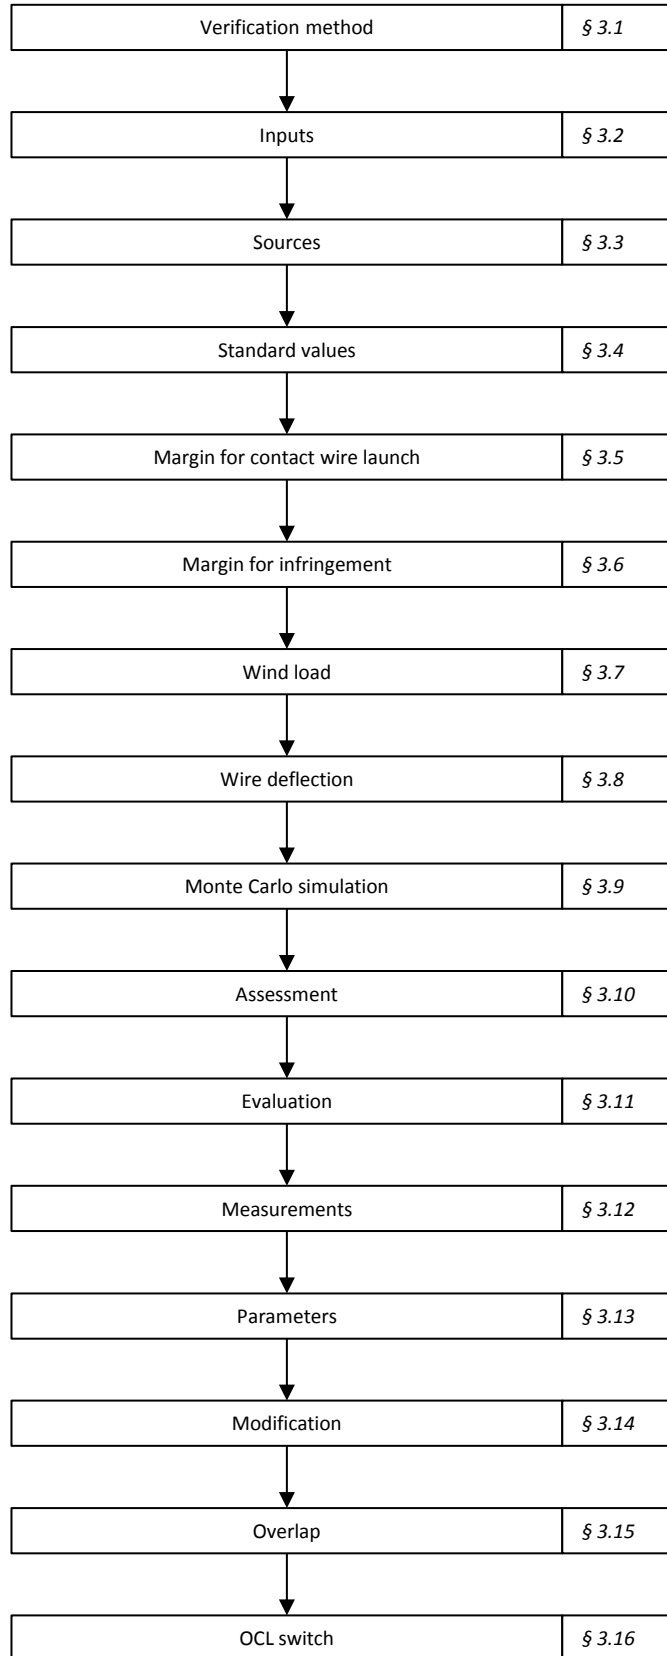 Verification method § 3.1
Inputs § 3.2
Sources § 3.3
Standard values § 3.4
Margin for contact wire launch § 3.5
Margin for infringement § 3.6
Wind load § 3.7
Wire deflection § 3.8
Monte Carlo simulation § 3.9
Assessment § 3.10
Evaluation § 3.11
Measurements § 3.12
Parameters § 3.13
Modification § 3.14
Overlap § 3.15
OCL switch § 3.16